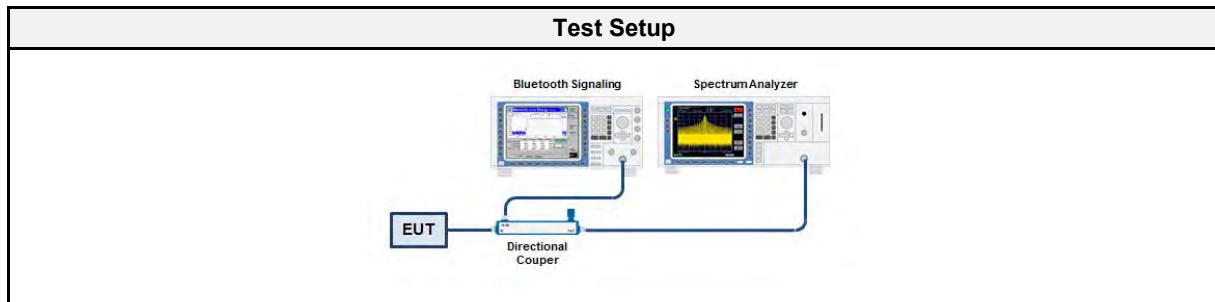 Test Setup
Bluetooth Signaling
Spectrum Analyzer
EUT
Directional
Couper